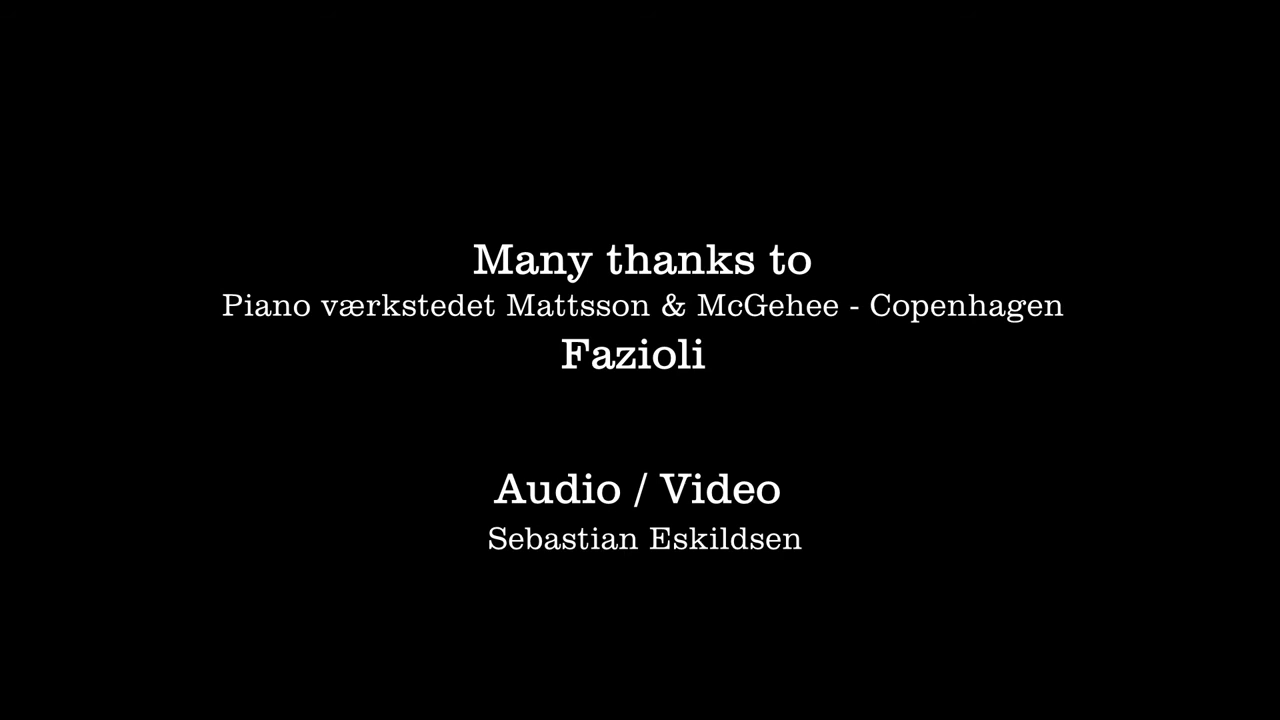 Many thanks to
Piano værkstedet Mattsson & McGehee - Copenhagen
Fazioli
Audio / Video
Sebastian Eskildsen